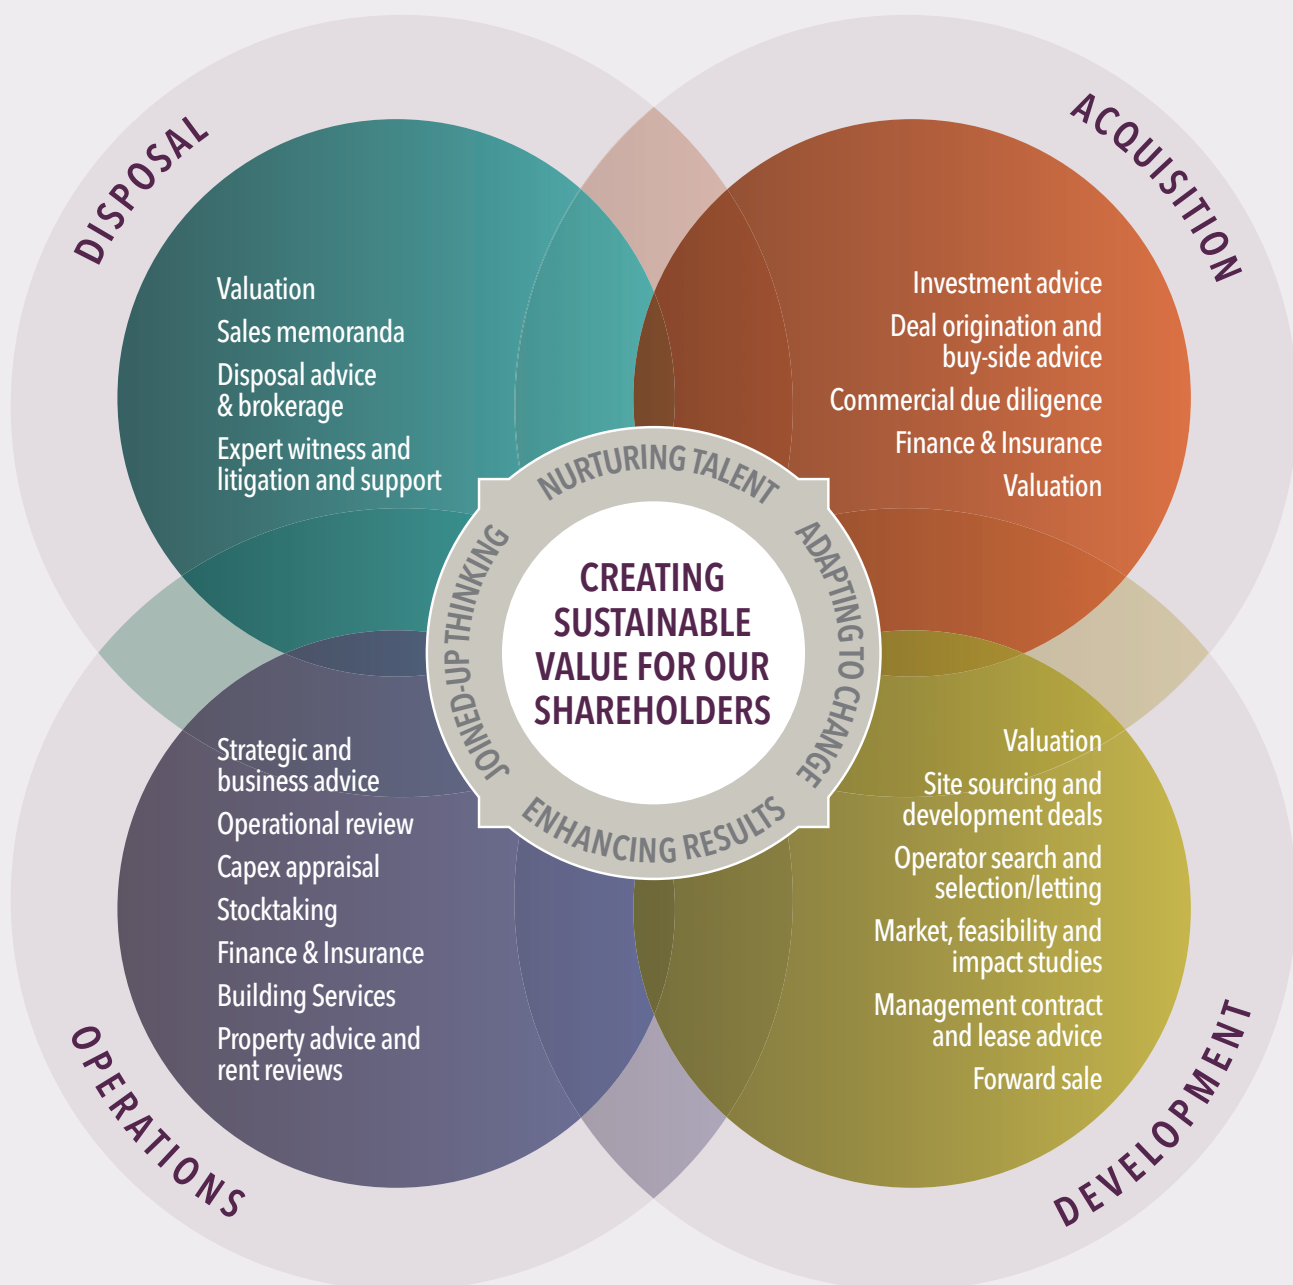 DISPOSAL
Valuation
Sales memoranda
Disposal advice
& brokerage
Expert witness and
litigation and support
ACQUISITION
Investment advice
Deal origination and
buy-side advice
Commercial due diligence
Finance & Insurance
Valuation
NURTURING TALENT
ADAPTING TO CHANGE
ENHANCING RESULTS
JOINED-UP THINKING
CREATING
SUSTAINABLE
VALUE FOR OUR
SHAREHOLDERS
OPERATIONS
Strategic and
business advice
Operational review
Capex appraisal
Stocktaking
Finance & Insurance
Building Services
Property advice and
rent reviews
DEVELOPMENT
Valuation
Site sourcing and
development deals
Operator search and
selection/letting
Market, feasibility and
impact studies
Management contract
and lease advice
Forward sale